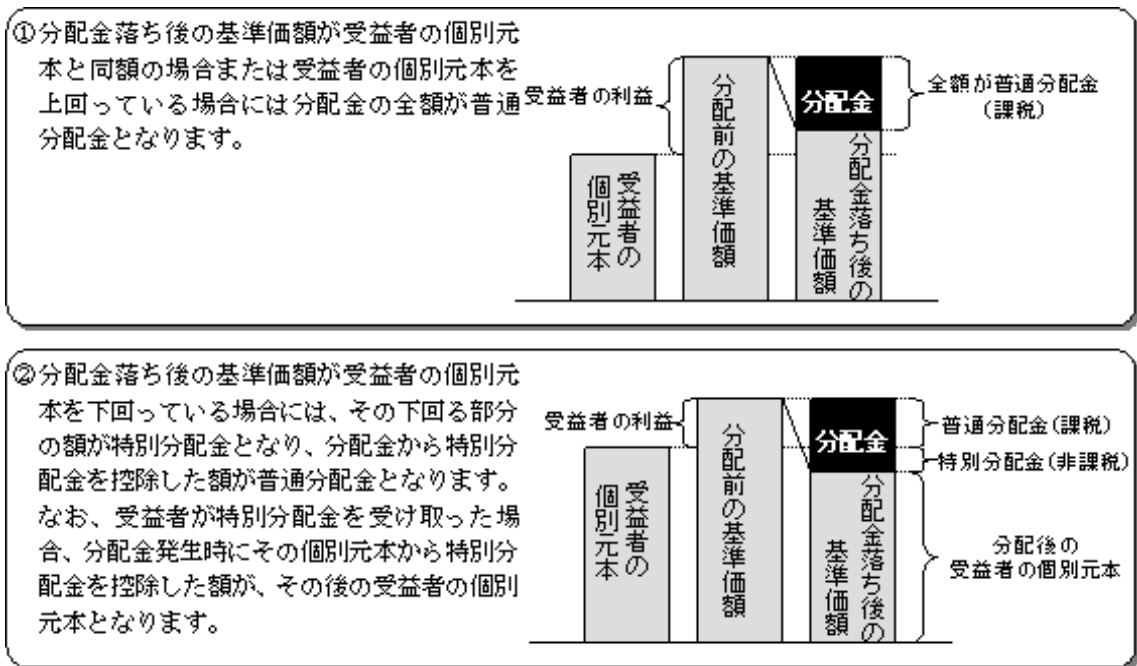 ①分配金落ち後の基準価額が受益者の個別元
本と同額の場合または受益者の個別元本を
上回っている場合には分配金の全額が普通
分配金となります。
受益者の利益
受益者の
個別元本
分配前の基準価額
分配金
分配金落ち後の
基準価額
全額が普通分配金
(課税)
②分配金落ち後の基準価額が受益者の個別元
本を下回っている場合には、その下回る部分
の額が特別分配金となり、分配金から特別分
配金を控除した額が普通分配金となります。
なお、受益者が特別分配金を受け取った場
合、分配金発生時にその個別元本から特別分
配金を控除した額が、その後の受益者の個別
元本となります。
受益者の利益
受益者の
個別元本
分配前の基準価額
分配金
分配金落ち後の
基準価額
普通分配金(課税)
特別分配金(非課税)
分配後の
受益者の個別元本